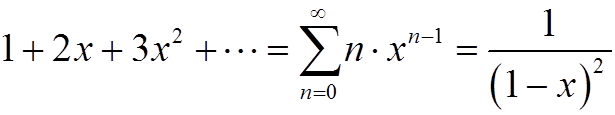 1 + 2x + 3x² + ⋯ = ∑_{n=0}^{∞} n · x^{n−1} = 1/(1 − x)²